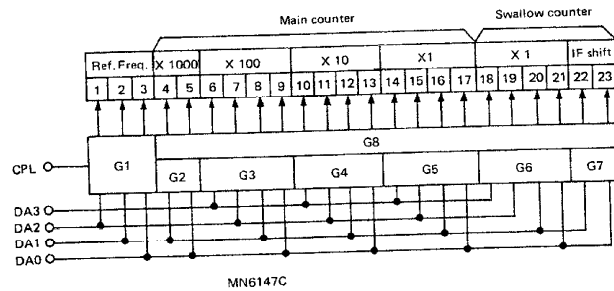 Main counter
Swallow counter
Ref. Freq. X 1000 X 100 X 10 X1 X 1 IF shift
1 2 3 4 5 6 7 8 9 10 11 12 13 14 15 16 17 18 19 20 21 22 23
G8
CPL G1 G2 G3 G4 G5 G6 G7
DA3
DA2
DA1
DA0
MN6147C